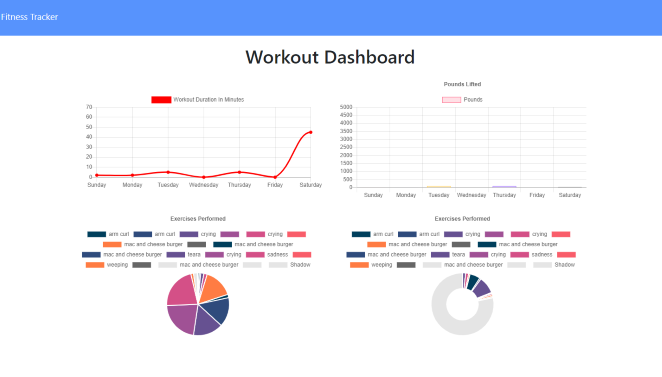 Fitness Tracker
Workout Dashboard
Workout Duration In Minutes
70
60
50
40
30
20
10
0
Sunday Monday Tuesday Wednesday Thursday Friday Saturday
Pounds Lifted
Pounds
5000
4500
4000
3500
3000
2500
2000
1500
1000
500
0
Sunday Monday Tuesday Wednesday Thursday Friday Saturday
Exercises Performed
arm curl arm curl crying crying
mac and cheese burger mac and cheese burger
mac and cheese burger teara crying sadness
weeping mac and cheese burger Shadow
Exercises Performed
arm curl arm curl crying crying
mac and cheese burger mac and cheese burger
mac and cheese burger teara crying sadness
weeping mac and cheese burger Shadow